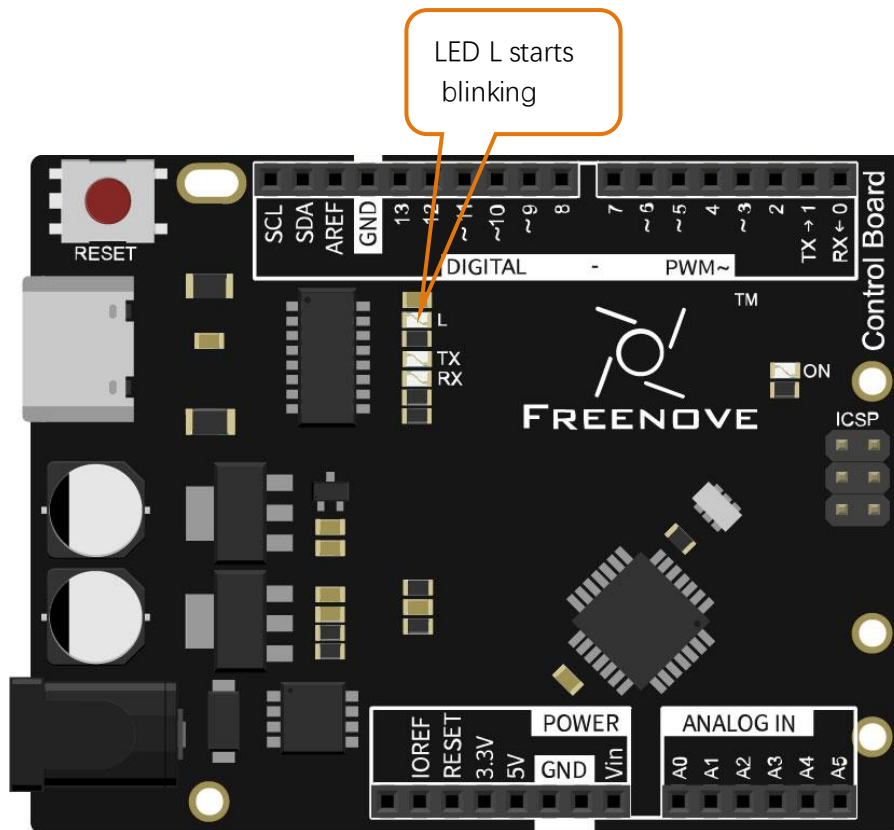 LED L starts
blinking
RESET
SCL
SDA
AREF
GND
13
12
~11
~10
~9
8
7
~6
~5
4
~3
2
TX→1
RX←0
DIGITAL - PWM~
Control Board
TM
L
TX
RX
ON
FREENOVE
ICSP
POWER
ANALOG IN
IOREF
RESET
3.3V
5V
GND
Vin
A0
A1
A2
A3
A4
A5